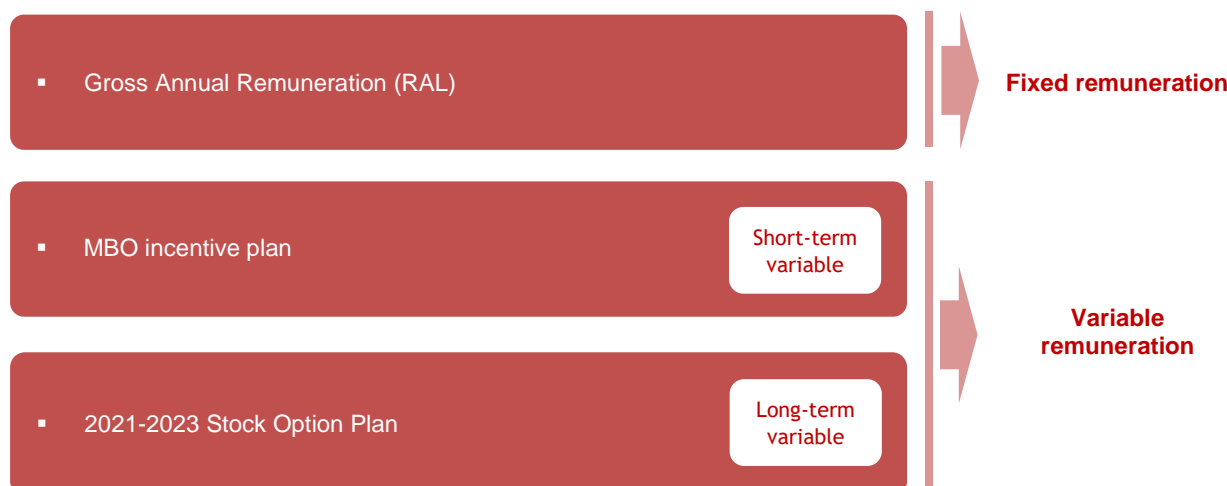 ▪ Gross Annual Remuneration (RAL)
Fixed remuneration
▪ MBO incentive plan
Short-term
variable
Variable
remuneration
▪ 2021-2023 Stock Option Plan
Long-term
variable